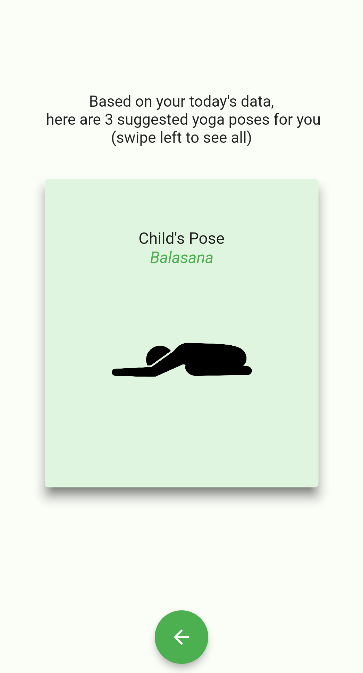 Based on your today's data,
here are 3 suggested yoga poses for you
(swipe left to see all)
Child's Pose
Balasana